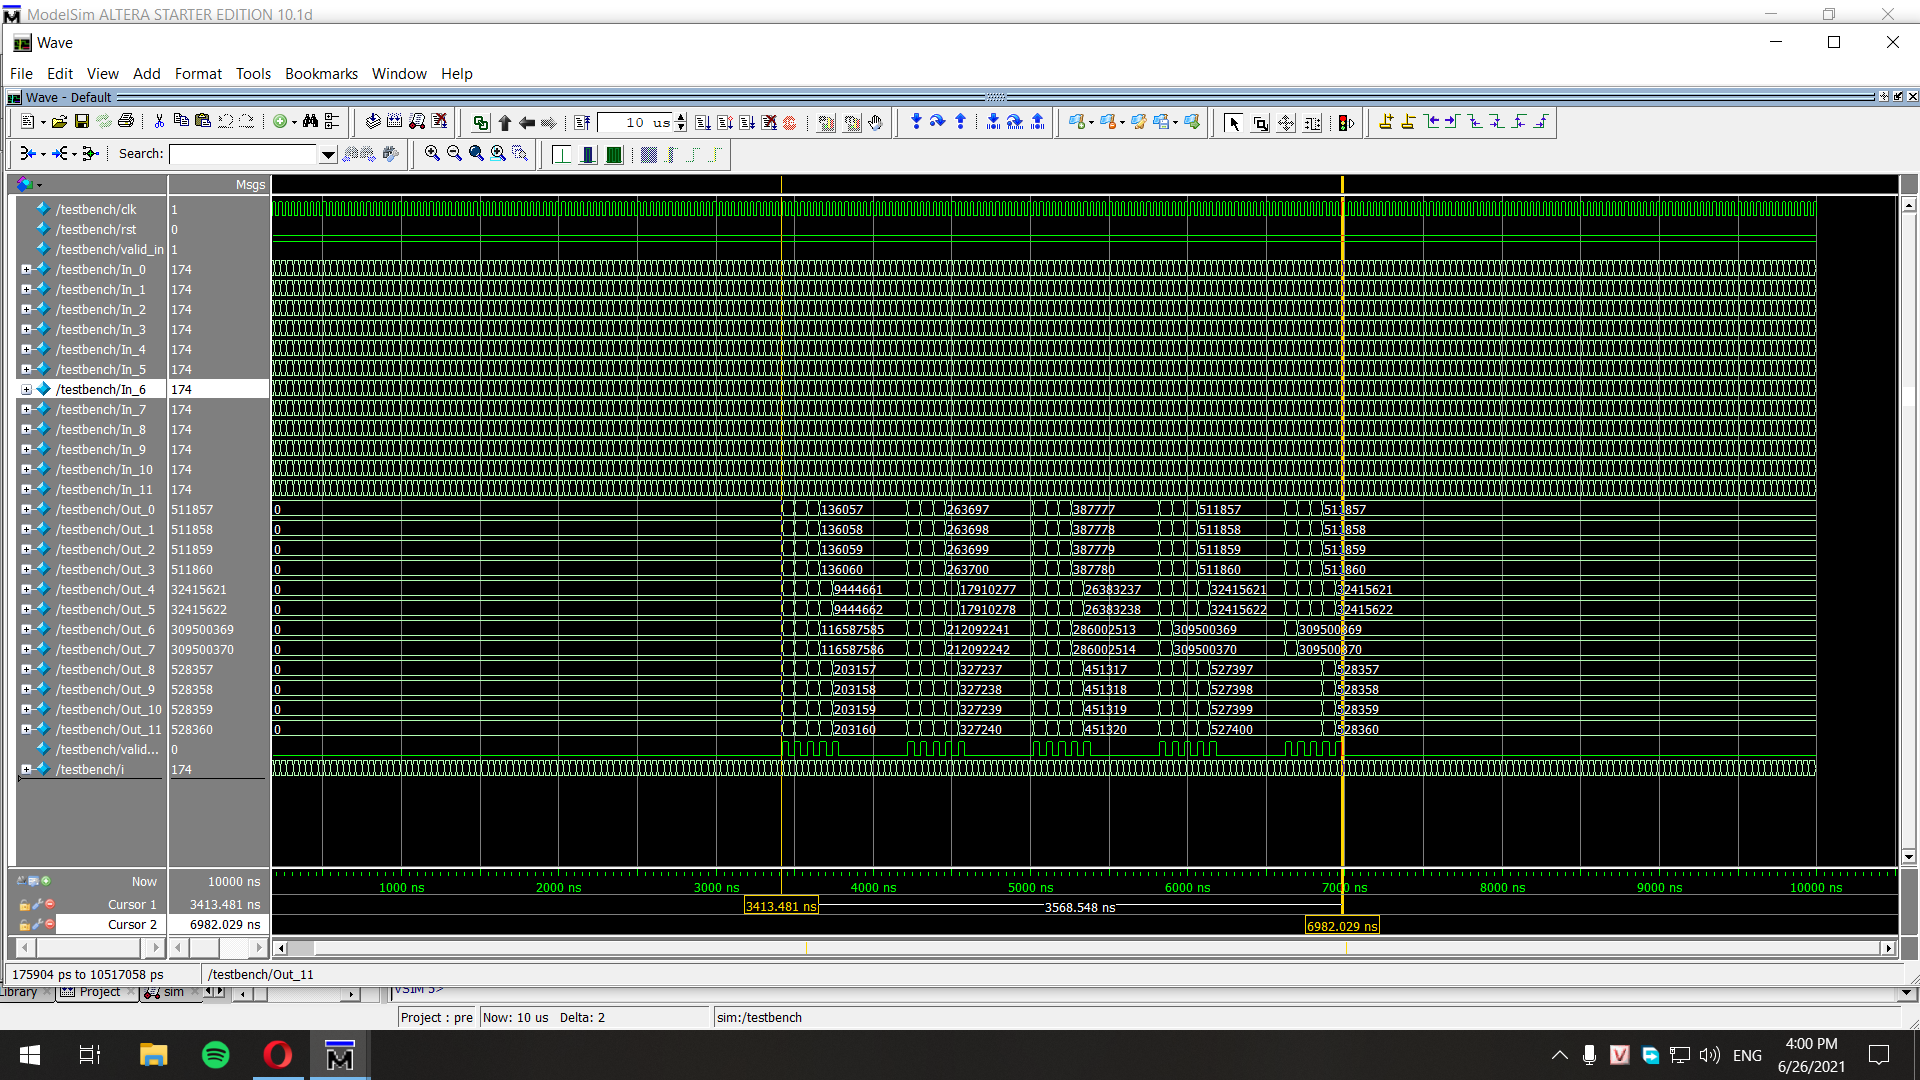 ModelSim ALTERA STARTER EDITION 10.1d
Wave
File Edit View Add Format Tools Bookmarks Window Help
Wave - Default
10 us
Search:
Msgs
/testbench/clk 1
/testbench/rst 0
/testbench/valid_in 1
/testbench/In_0 174
/testbench/In_1 174
/testbench/In_2 174
/testbench/In_3 174
/testbench/In_4 174
/testbench/In_5 174
/testbench/In_6 174
/testbench/In_7 174
/testbench/In_8 174
/testbench/In_9 174
/testbench/In_10 174
/testbench/In_11 174
/testbench/Out_0 511857 0 136057 263697 387777 511857 511857
/testbench/Out_1 511858 0 136058 263698 387778 511858 511858
/testbench/Out_2 511859 0 136059 263699 387779 511859 511859
/testbench/Out_3 511860 0 136060 263700 387780 511860 511860
/testbench/Out_4 32415621 0 9444661 17910277 26383237 32415621 32415621
/testbench/Out_5 32415622 0 9444662 17910278 26383238 32415622 32415622
/testbench/Out_6 309500369 0 116587585 212092241 286002513 309500369 309500369
/testbench/Out_7 309500370 0 116587586 212092242 286002514 309500370 309500370
/testbench/Out_8 528357 0 203157 327237 451317 527397 528357
/testbench/Out_9 528358 0 203158 327238 451318 527398 528358
/testbench/Out_10 528359 0 203159 327239 451319 527399 528359
/testbench/Out_11 528360 0 203160 327240 451320 527400 528360
/testbench/valid... 0
/testbench/i 174
Now 10000 ns 1000 ns 2000 ns 3000 ns 4000 ns 5000 ns 6000 ns 7000 ns 8000 ns 9000 ns 10000 ns
Cursor 1 3413.481 ns 3413.481 ns 3568.548 ns
Cursor 2 6982.029 ns 6982.029 ns
175904 ps to 10517058 ps /testbench/Out_11
Library Project sim VSIM 5>
Project : pre Now: 10 us Delta: 2 sim:/testbench
ENG 4:00 PM
6/26/2021